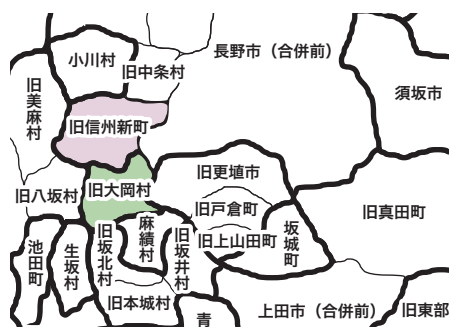 小川村
旧中条村
長野市（合併前）
須坂市
旧美麻村
旧信州新町
旧八坂村
旧大岡村
旧更埴市
旧戸倉町
旧上山田町
坂城町
旧真田町
池田町
生坂村
旧坂北村
麻績村
旧坂井村
旧本城村
青
上田市（合併前）
旧東部